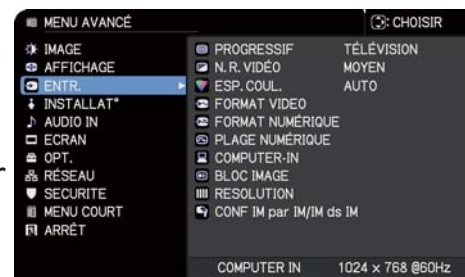 MENU AVANCÉ : CHOISIR
IMAGE
AFFICHAGE
ENTR.
INSTALLAT°
AUDIO IN
ECRAN
OPT.
RÉSEAU
SECURITE
MENU COURT
ARRÊT
PROGRESSIF TÉLÉVISION
N.R.VIDÉO MOYEN
ESP.COUL. AUTO
FORMAT VIDEO
FORMAT NUMÉRIQUE
PLAGE NUMÉRIQUE
COMPUTER-IN
BLOC IMAGE
RESOLUTION
CONF IM par IM/IM ds IM
COMPUTER IN 1024 x 768 @60Hz